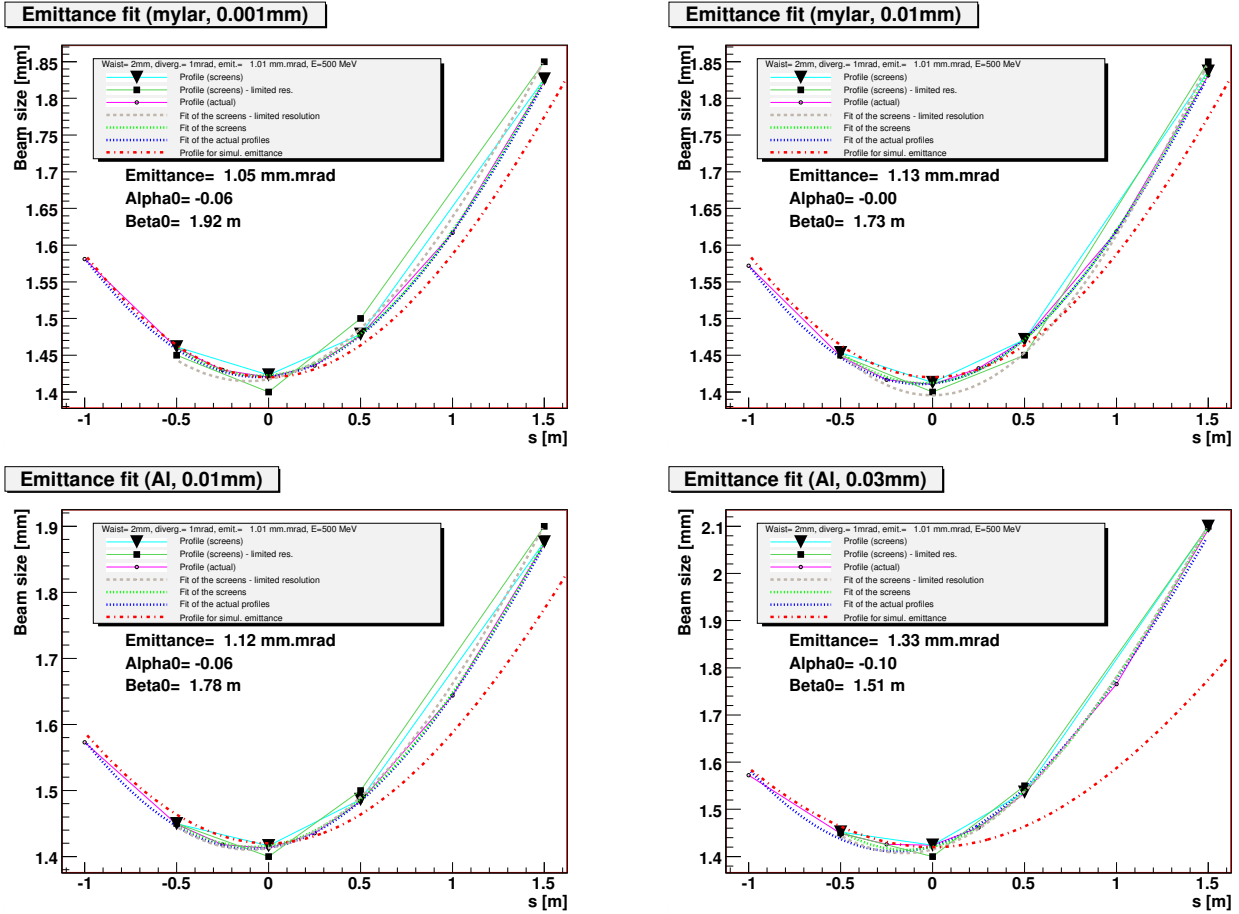 Emittance fit (mylar, 0.001mm)
Beam size [mm]
Waist= 2mm, diverg.= 1mrad, emit.= 1.01 mm.mrad, E=500 MeV
Profile (screens)
Profile (screens) - limited res.
Profile (actual)
Fit of the screens - limited resolution
Fit of the screens
Fit of the actual profiles
Profile for simul. emittance
Emittance= 1.05 mm.mrad
Alpha0= -0.06
Beta0= 1.92 m
1.85
1.8
1.75
1.7
1.65
1.6
1.55
1.5
1.45
1.4
-1 -0.5 0 0.5 1 1.5
s [m]
Emittance fit (mylar, 0.01mm)
Beam size [mm]
Waist= 2mm, diverg.= 1mrad, emit.= 1.01 mm.mrad, E=500 MeV
Profile (screens)
Profile (screens) - limited res.
Profile (actual)
Fit of the screens - limited resolution
Fit of the screens
Fit of the actual profiles
Profile for simul. emittance
Emittance= 1.13 mm.mrad
Alpha0= -0.00
Beta0= 1.73 m
1.85
1.8
1.75
1.7
1.65
1.6
1.55
1.5
1.45
1.4
-1 -0.5 0 0.5 1 1.5
s [m]
Emittance fit (Al, 0.01mm)
Beam size [mm]
Waist= 2mm, diverg.= 1mrad, emit.= 1.01 mm.mrad, E=500 MeV
Profile (screens)
Profile (screens) - limited res.
Profile (actual)
Fit of the screens - limited resolution
Fit of the screens
Fit of the actual profiles
Profile for simul. emittance
Emittance= 1.12 mm.mrad
Alpha0= -0.06
Beta0= 1.78 m
1.9
1.8
1.7
1.6
1.5
1.4
-1 -0.5 0 0.5 1 1.5
s [m]
Emittance fit (Al, 0.03mm)
Beam size [mm]
Waist= 2mm, diverg.= 1mrad, emit.= 1.01 mm.mrad, E=500 MeV
Profile (screens)
Profile (screens) - limited res.
Profile (actual)
Fit of the screens - limited resolution
Fit of the screens
Fit of the actual profiles
Profile for simul. emittance
Emittance= 1.33 mm.mrad
Alpha0= -0.10
Beta0= 1.51 m
2.1
2
1.9
1.8
1.7
1.6
1.5
1.4
-1 -0.5 0 0.5 1 1.5
s [m]